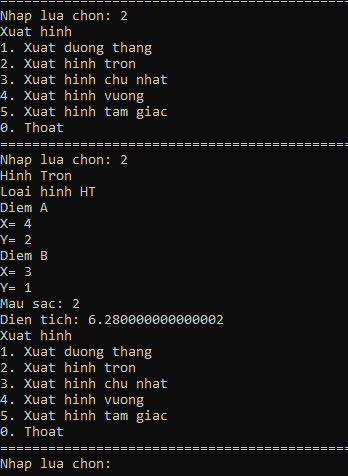 ============================================
Nhap lua chon: 2
Xuat hinh
1. Xuat duong thang
2. Xuat hinh tron
3. Xuat hinh chu nhat
4. Xuat hinh vuong
5. Xuat hinh tam giac
0. Thoat
============================================
Nhap lua chon: 2
Hinh Tron
Loai hinh HT
Diem A
X= 4
Y= 2
Diem B
X= 3
Y= 1
Mau sac: 2
Dien tich: 6.280000000000002
Xuat hinh
1. Xuat duong thang
2. Xuat hinh tron
3. Xuat hinh chu nhat
4. Xuat hinh vuong
5. Xuat hinh tam giac
0. Thoat
============================================
Nhap lua chon: